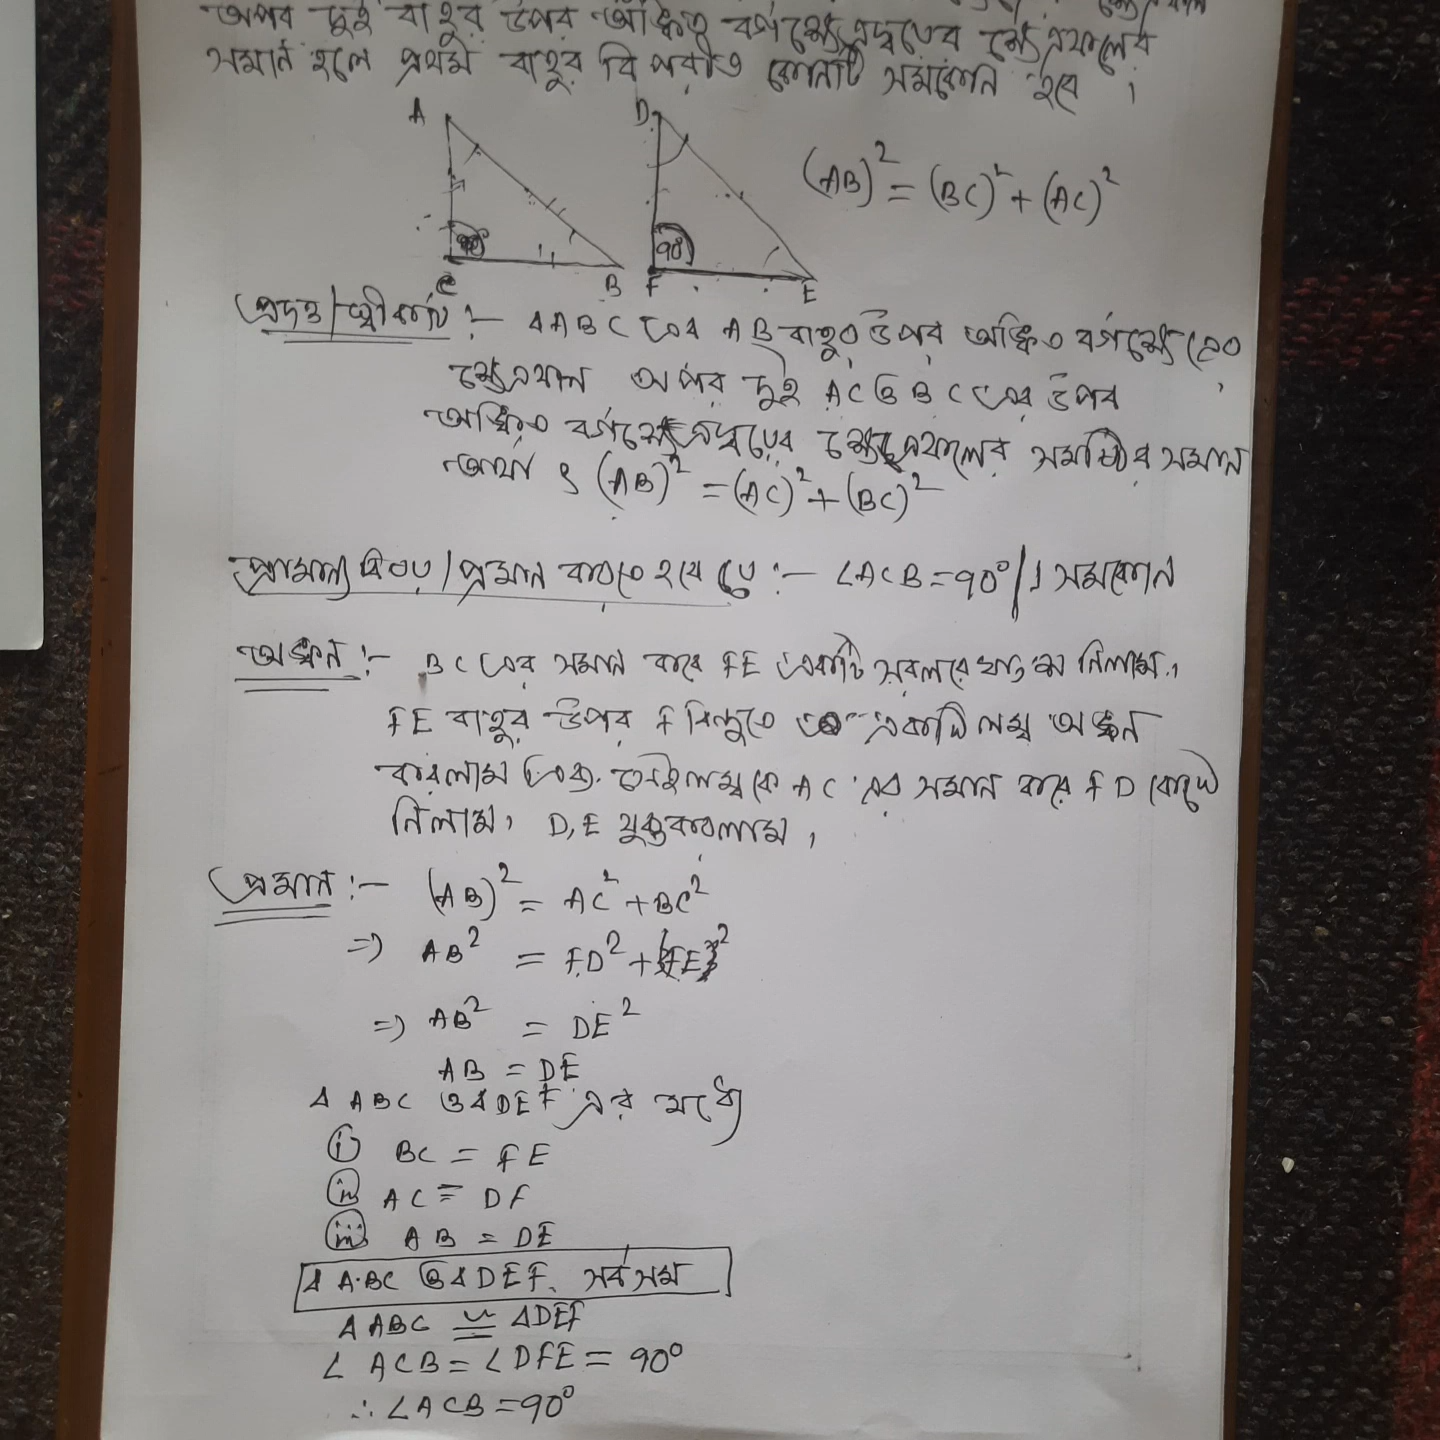 অপর দুই বাহুর উপর অঙ্কিত বর্গক্ষেত্রদ্বয়ের ক্ষেত্রফলের
সমান হলে প্রথম বাহুর বিপরীত কোনটি সমকোন হবে ।
A D
(AB)² = (BC)² + (AC)²
90° 90°
C B F E
প্রদত্ত / স্বীকার্য :- △ABC এর AB বাহুর উপর অঙ্কিত বর্গক্ষেত্রের
ক্ষেত্রফল অপর দুই AC ও BC এর উপর
অঙ্কিত বর্গক্ষেত্রদ্বয়ের ক্ষেত্রফলের সমষ্টির সমান
অর্থাৎ (AB)² = (AC)² + (BC)²
প্রামান্য বিষয় / প্রমান করতে হবে যে :- ∠ACB = 90° / 1 সমকোন
অঙ্কন :- BC এর সমান করে FE একটি সরলরেখাংশ নিলাম ।
FE বাহুর উপর F বিন্দুতে একটি লম্ব অঙ্কন
করলাম এবং ঐ লম্ব কে AC এর সমান করে FD কেটে
নিলাম । D, E যুক্ত করলাম ।
প্রমান :- (AB)² = AC² + BC²
⇒ AB² = FD² + FE²
⇒ AB² = DE²
AB = DE
△ ABC ও △DEF এর মধ্যে
(i) BC = FE
(ii) AC = DF
(iii) AB = DE
△ ABC ও △ DEF সর্বসম
△ ABC ≅ △DEF
∠ ACB = ∠DFE = 90°
∴ ∠ACB = 90°